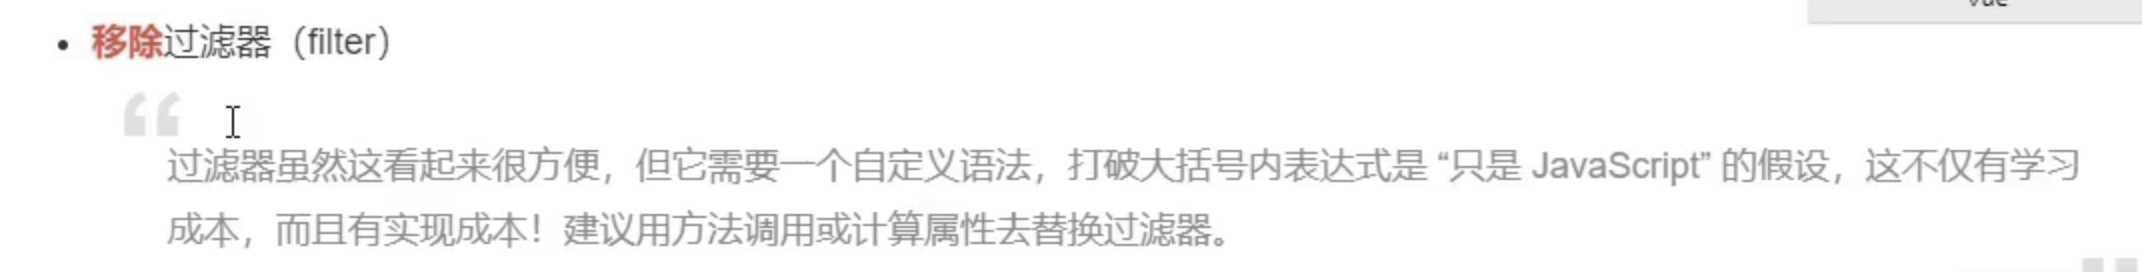 移除过滤器（filter）
过滤器虽然这看起来很方便，但它需要一个自定义语法，打破大括号内表达式是 “只是 JavaScript” 的假设，这不仅有学习
成本，而且有实现成本！建议用方法调用或计算属性去替换过滤器。